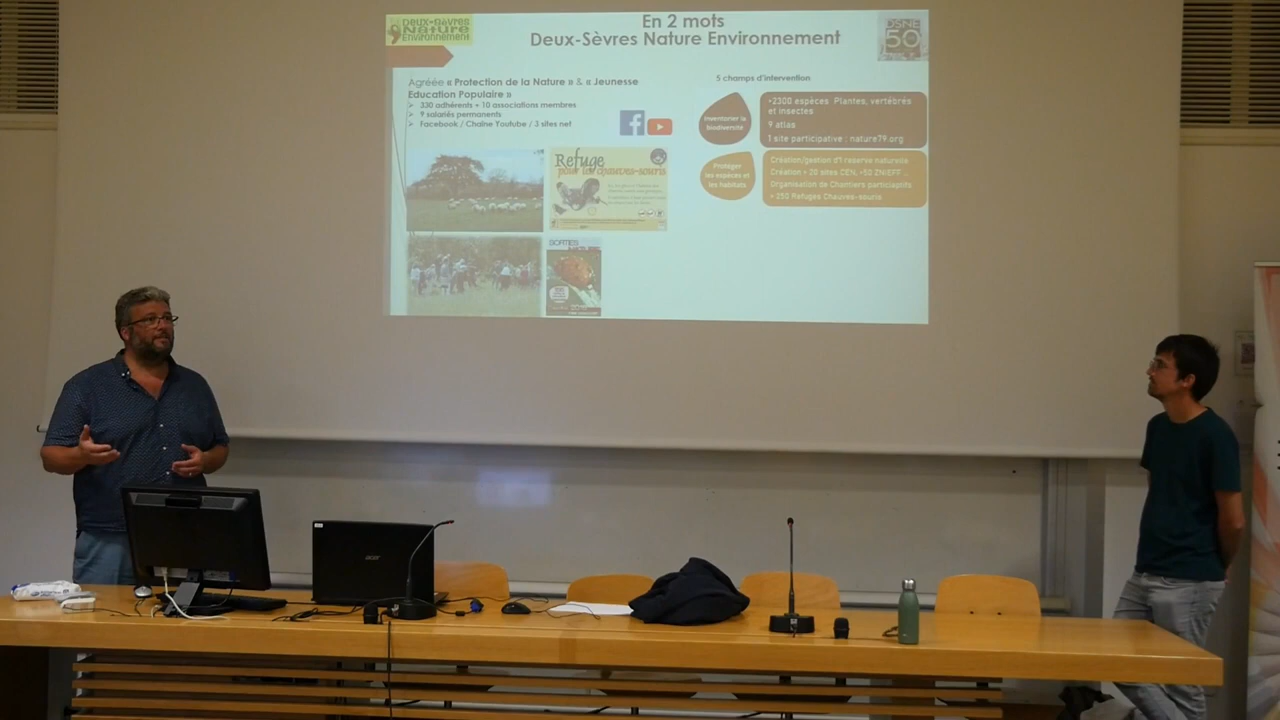 Deux-Sèvres
Nature
Environnement
En 2 mots
Deux-Sèvres Nature Environnement
DSNE
50
Agréée « Protection de la Nature » & « Jeunesse
Education Populaire »
330 adhérents + 10 associations membres
9 salariés permanents
Facebook / Chaîne Youtube / 3 sites net
5 champs d'intervention
Inventorier la
biodiversité
+2300 espèces Plantes, vertébrés
et insectes
9 atlas
1 site participative : nature79.org
Protéger
les espèces et
les habitats
Création/gestion d'1 réserve naturelle
Création + 20 sites CEN, +50 ZNIEFF ...
Organisation de Chantiers participatifs
+ 250 Refuges Chauves-souris
Refuge
pour les chauves-souris
SORTIES
NATURE
acer